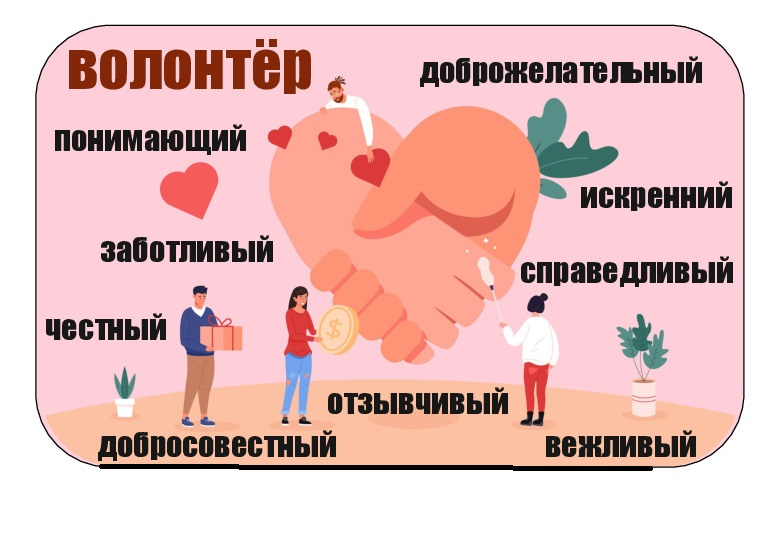 волонтёр
доброжелательный
понимающий
искренний
заботливый
справедливый
честный
отзывчивый
добросовестный
вежливый
$